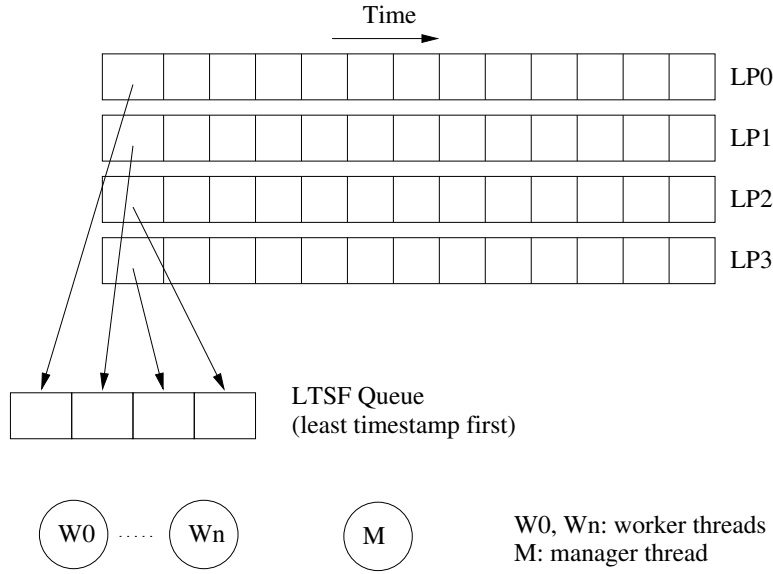 Time
LP0
LP1
LP2
LP3
LTSF Queue
(least timestamp first)
W0 ..... Wn
M
W0, Wn: worker threads
M: manager thread